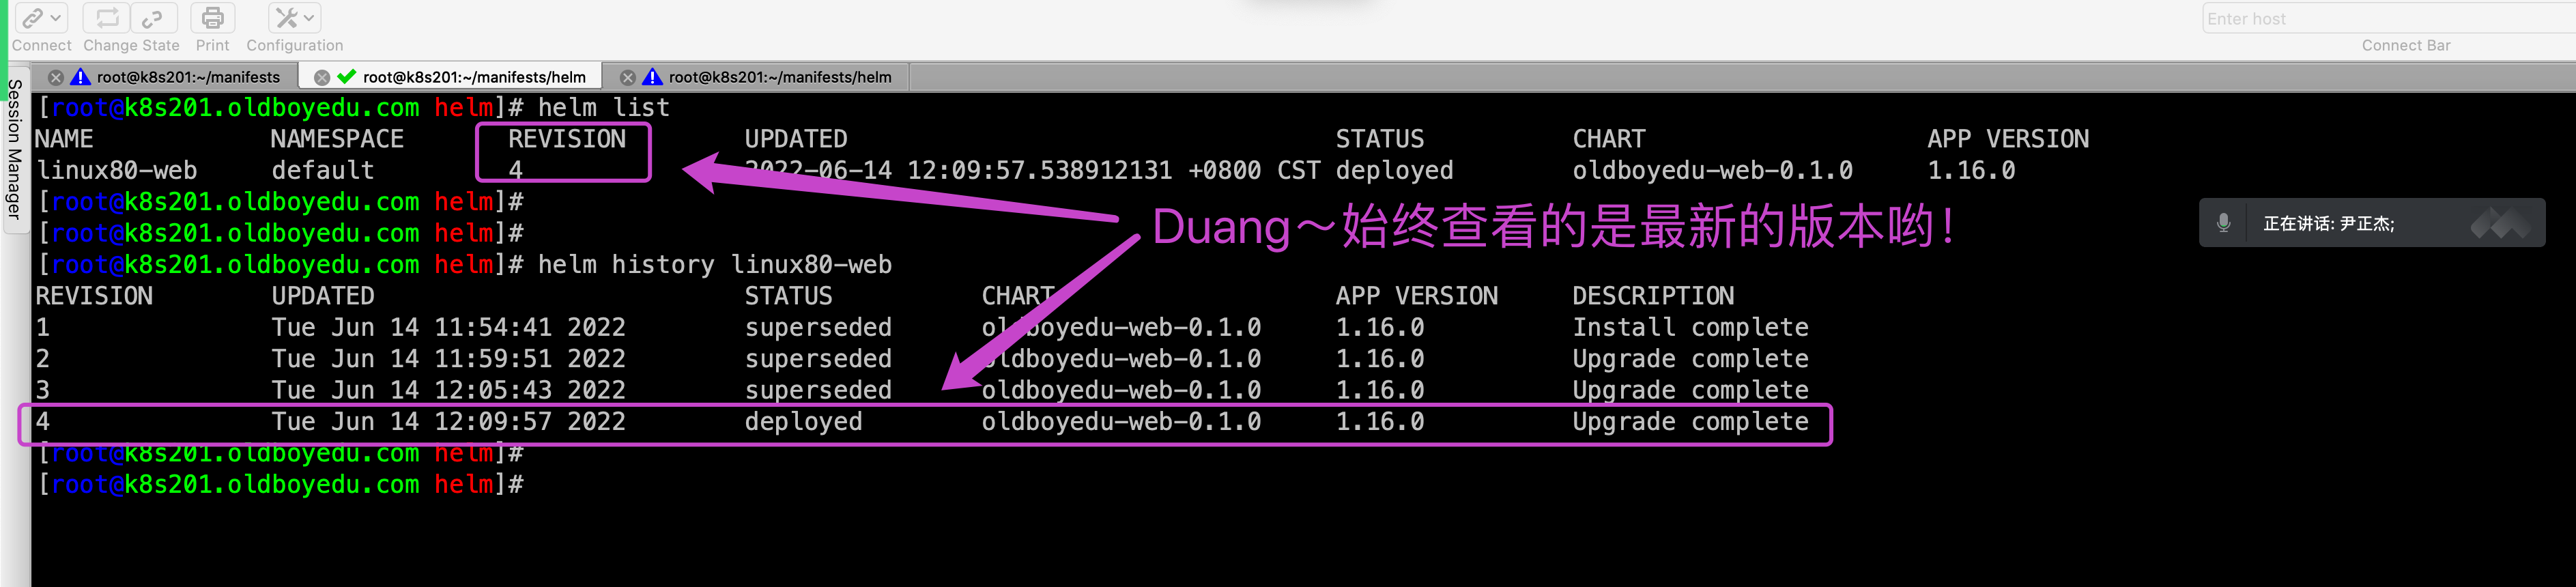 Enter host
Connect Change State Print Configuration Connect Bar
Session Manager
root@k8s201:~/manifests root@k8s201:~/manifests/helm root@k8s201:~/manifests/helm
[root@k8s201.oldboyedu.com helm]# helm list
NAME NAMESPACE REVISION UPDATED STATUS CHART APP VERSION
linux80-web default 4 2022-06-14 12:09:57.538912131 +0800 CST deployed oldboyedu-web-0.1.0 1.16.0
[root@k8s201.oldboyedu.com helm]#
Duang～始终查看的是最新的版本哟！
正在讲话: 尹正杰;
[root@k8s201.oldboyedu.com helm]#
[root@k8s201.oldboyedu.com helm]# helm history linux80-web
REVISION UPDATED STATUS CHART APP VERSION DESCRIPTION
1 Tue Jun 14 11:54:41 2022 superseded oldboyedu-web-0.1.0 1.16.0 Install complete
2 Tue Jun 14 11:59:51 2022 superseded oldboyedu-web-0.1.0 1.16.0 Upgrade complete
3 Tue Jun 14 12:05:43 2022 superseded oldboyedu-web-0.1.0 1.16.0 Upgrade complete
4 Tue Jun 14 12:09:57 2022 deployed oldboyedu-web-0.1.0 1.16.0 Upgrade complete
[root@k8s201.oldboyedu.com helm]#
[root@k8s201.oldboyedu.com helm]#